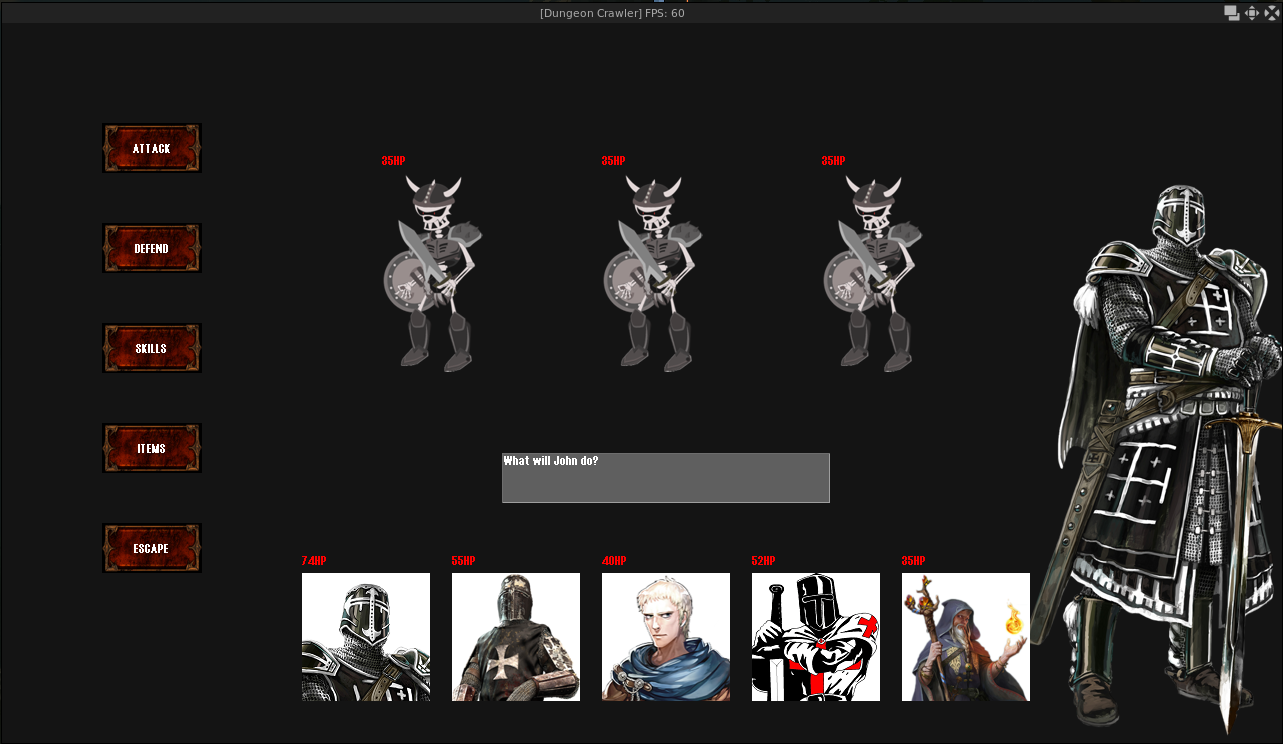 [Dungeon Crawler] FPS: 60
ATTACK
DEFEND
SKILLS
ITEMS
ESCAPE
35HP
35HP
35HP
What will John do?
74HP
55HP
40HP
52HP
35HP